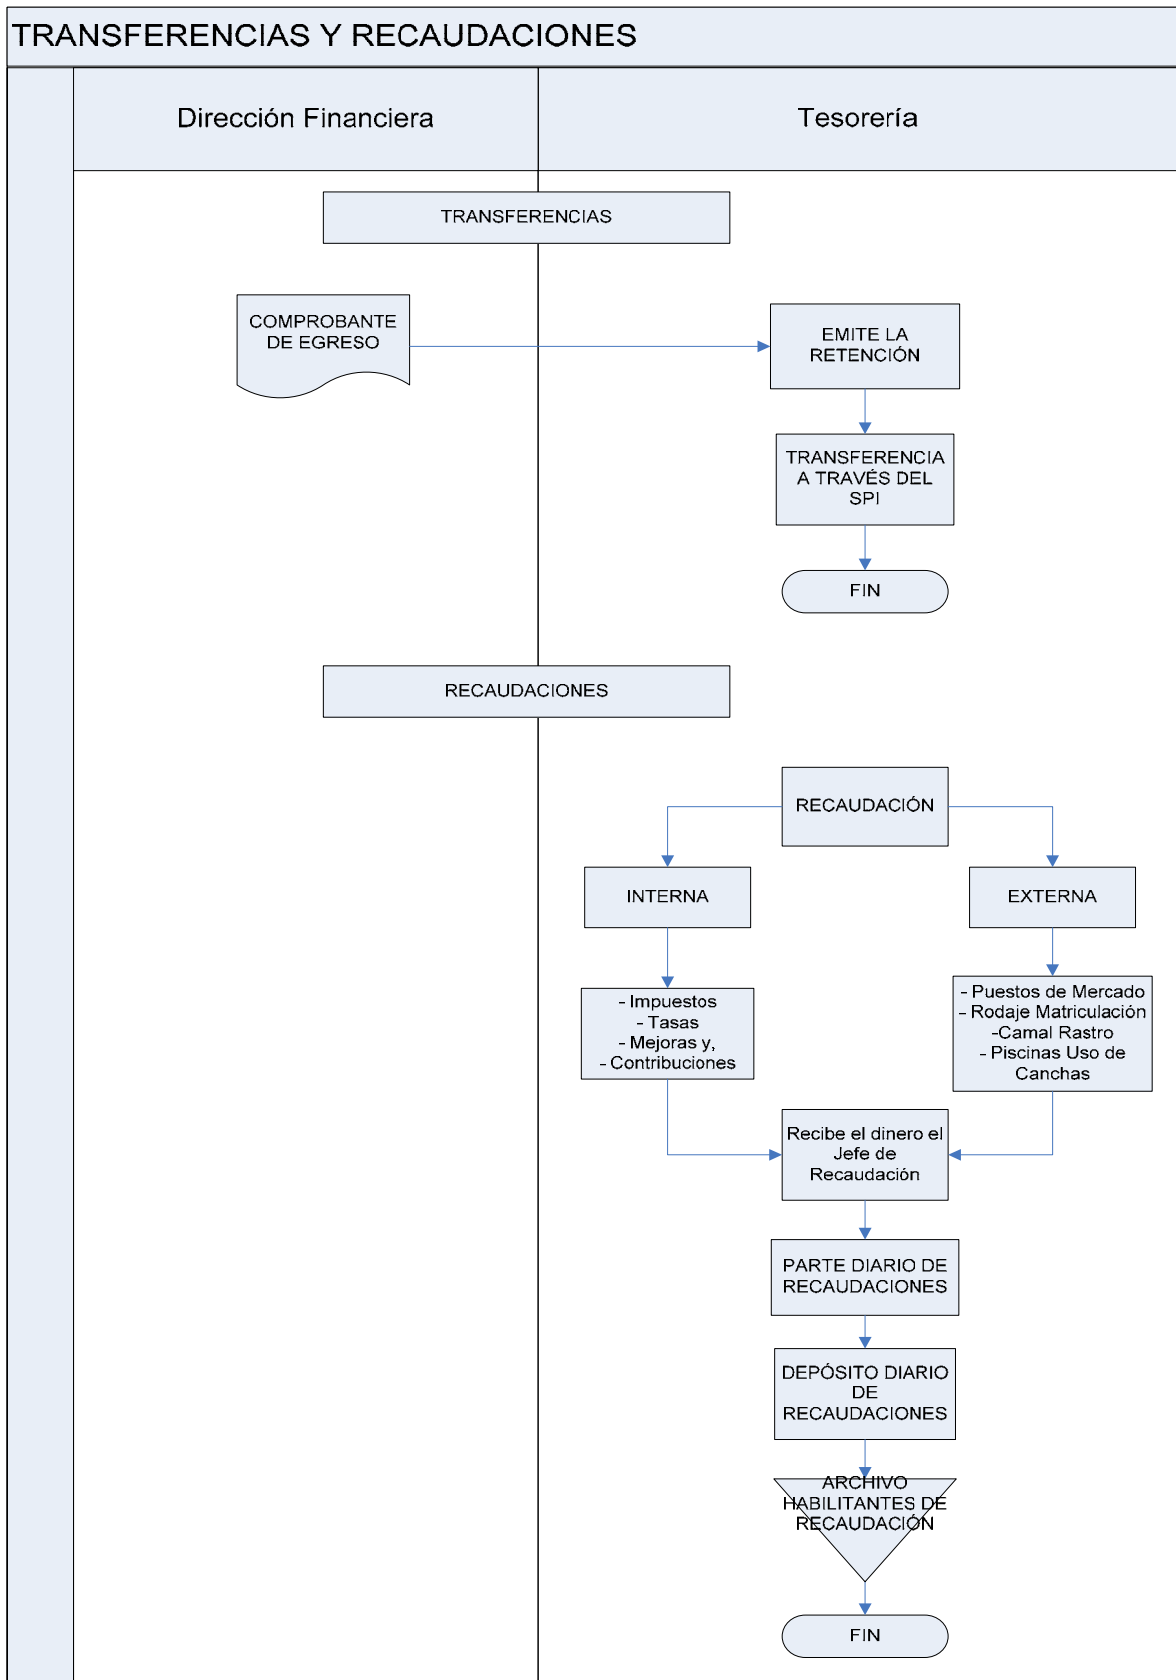 TRANSFERENCIAS Y RECAUDACIONES
Dirección Financiera
Tesorería
TRANSFERENCIAS
COMPROBANTE
DE EGRESO
EMITE LA
RETENCIÓN
TRANSFERENCIA
A TRAVÉS DEL
SPI
FIN
RECAUDACIONES
RECAUDACIÓN
INTERNA
EXTERNA
- Impuestos
- Tasas
- Mejoras y,
- Contribuciones
- Puestos de Mercado
- Rodaje Matriculación
-Camal Rastro
- Piscinas Uso de
Canchas
Recibe el dinero el
Jefe de
Recaudación
PARTE DIARIO DE
RECAUDACIONES
DEPÓSITO DIARIO
DE
RECAUDACIONES
ARCHIVO
HABILITANTES DE
RECAUDACIÓN
FIN